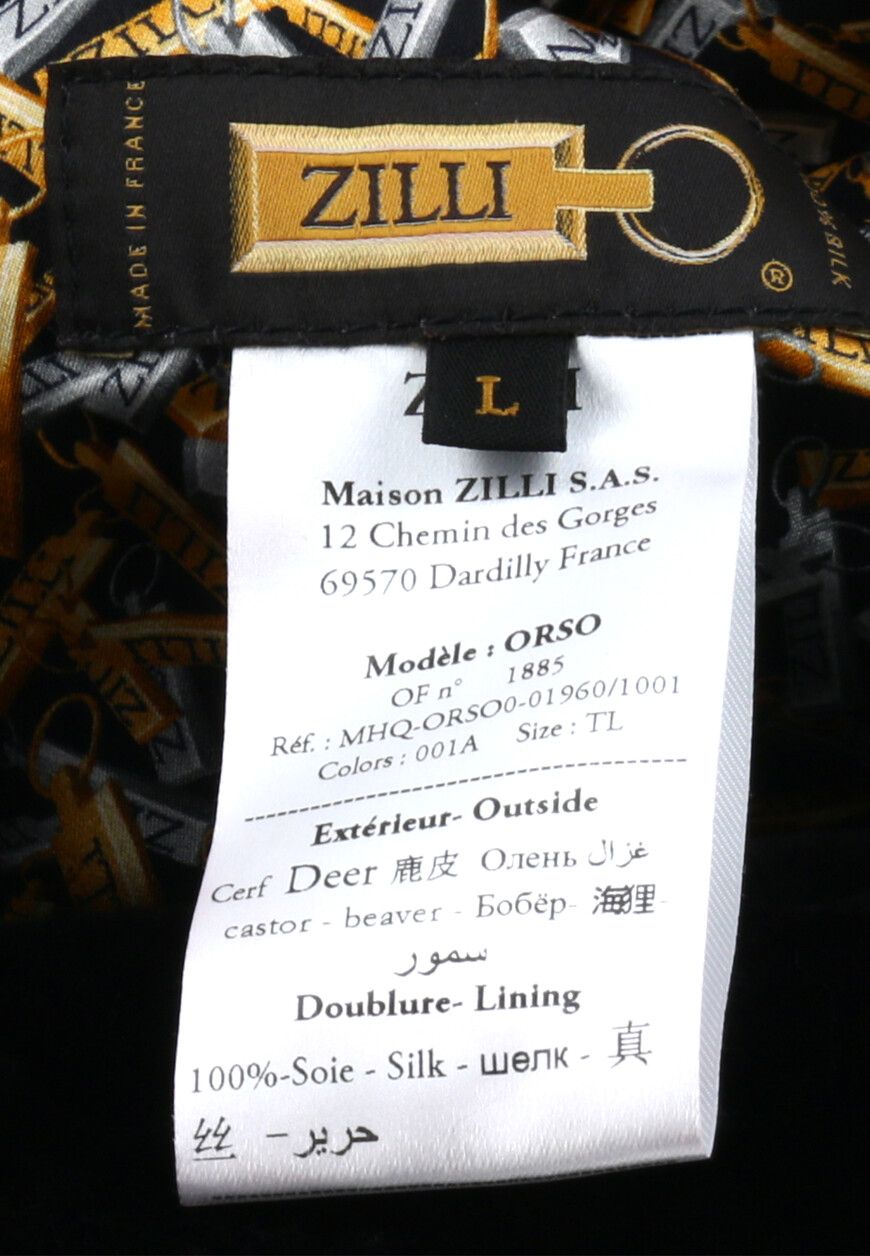 MADE IN FRANCE
ZILLI
®
SILK
L
Maison ZILLI S.A.S.
12 Chemin des Gorges
69570 Dardilly France
Modèle : ORSO
OF n° 1885
Réf. : MHQ-ORSO0-01960/1001
Colors : 001A Size : TL
Extérieur- Outside
Cerf Deer 鹿皮 Олень غزال
castor - beaver - Бобёр- 海狸-
سمور
Doublure- Lining
100%-Soie - Silk - шелк - 真
丝 - حرير-